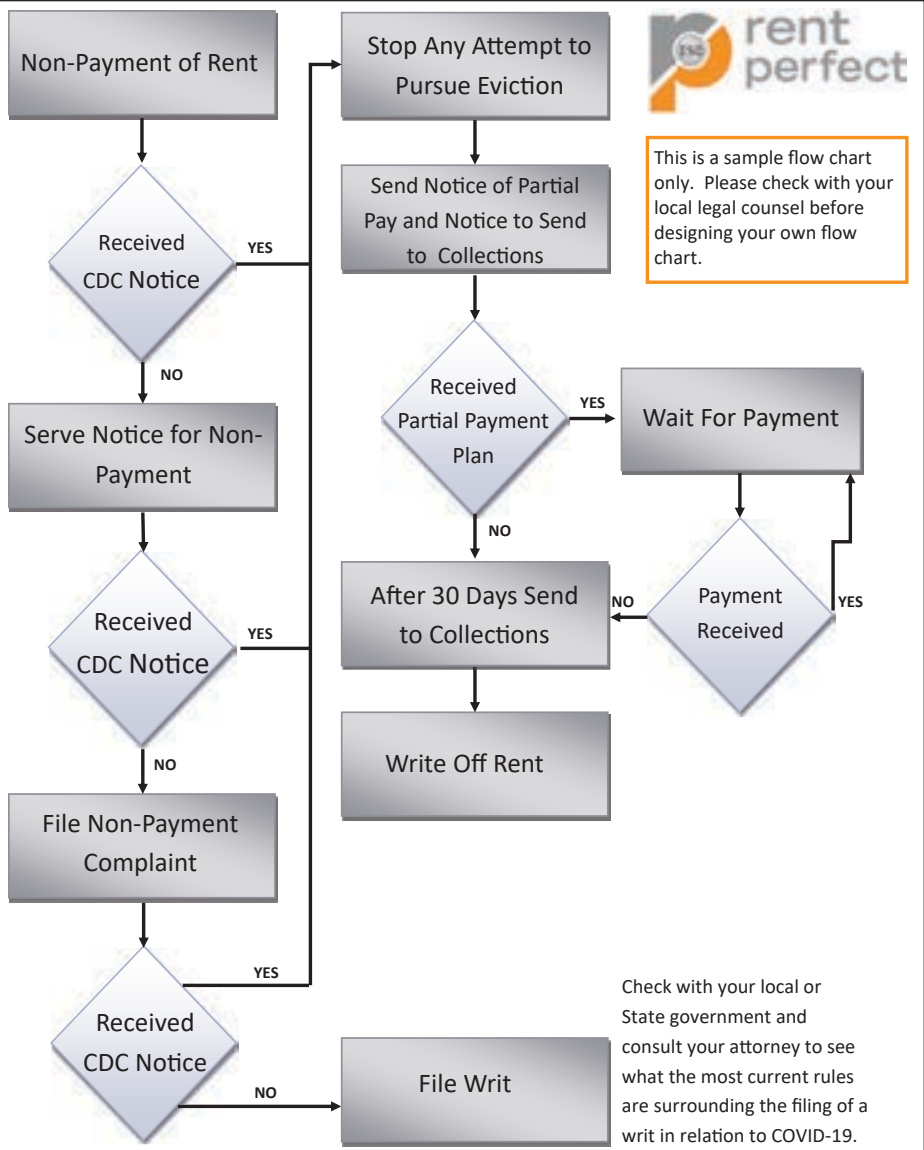 Non-Payment of Rent
Received
CDC Notice
YES
NO
Serve Notice for Non-
Payment
Received
CDC Notice
YES
NO
File Non-Payment
Complaint
Received
CDC Notice
YES
NO
File Writ
Stop Any Attempt to
Pursue Eviction
Send Notice of Partial
Pay and Notice to Send
to Collections
Received
Partial Payment
Plan
YES
NO
Wait For Payment
Payment
Received
YES
NO
After 30 Days Send
to Collections
Write Off Rent
rent
perfect
This is a sample flow chart
only. Please check with your
local legal counsel before
designing your own flow
chart.
Check with your local or
State government and
consult your attorney to see
what the most current rules
are surrounding the filing of a
writ in relation to COVID-19.